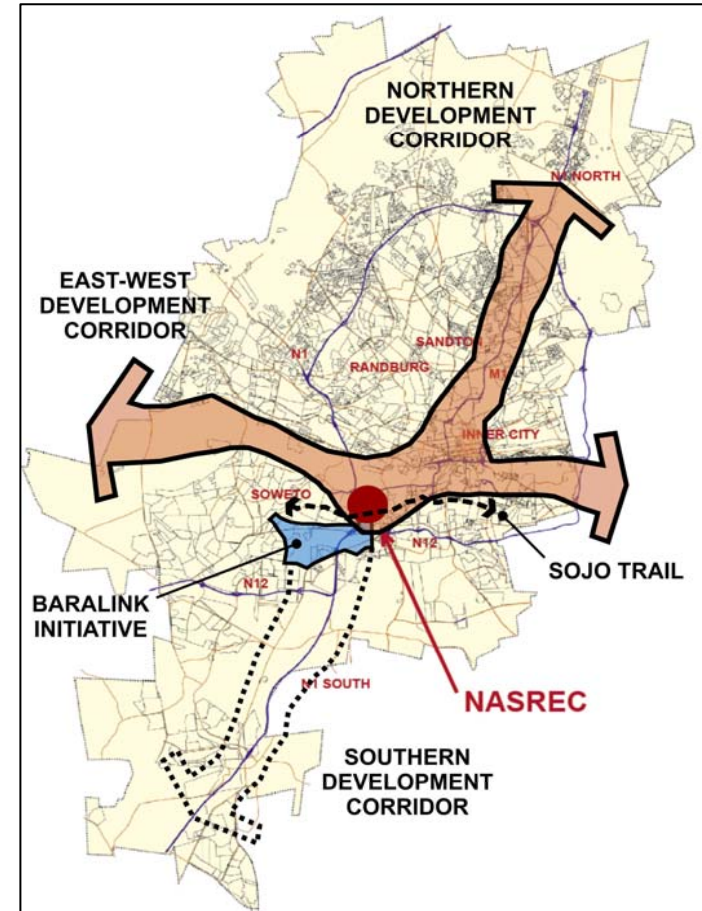 NORTHERN
DEVELOPMENT
CORRIDOR
N1 NORTH
EAST-WEST
DEVELOPMENT
CORRIDOR
SANDTON
N1
RANDBURG
M1
INNER CITY
SOWETO
N12
SOJO TRAIL
N12
BARALINK
INITIATIVE
N1 SOUTH
NASREC
SOUTHERN
DEVELOPMENT
CORRIDOR